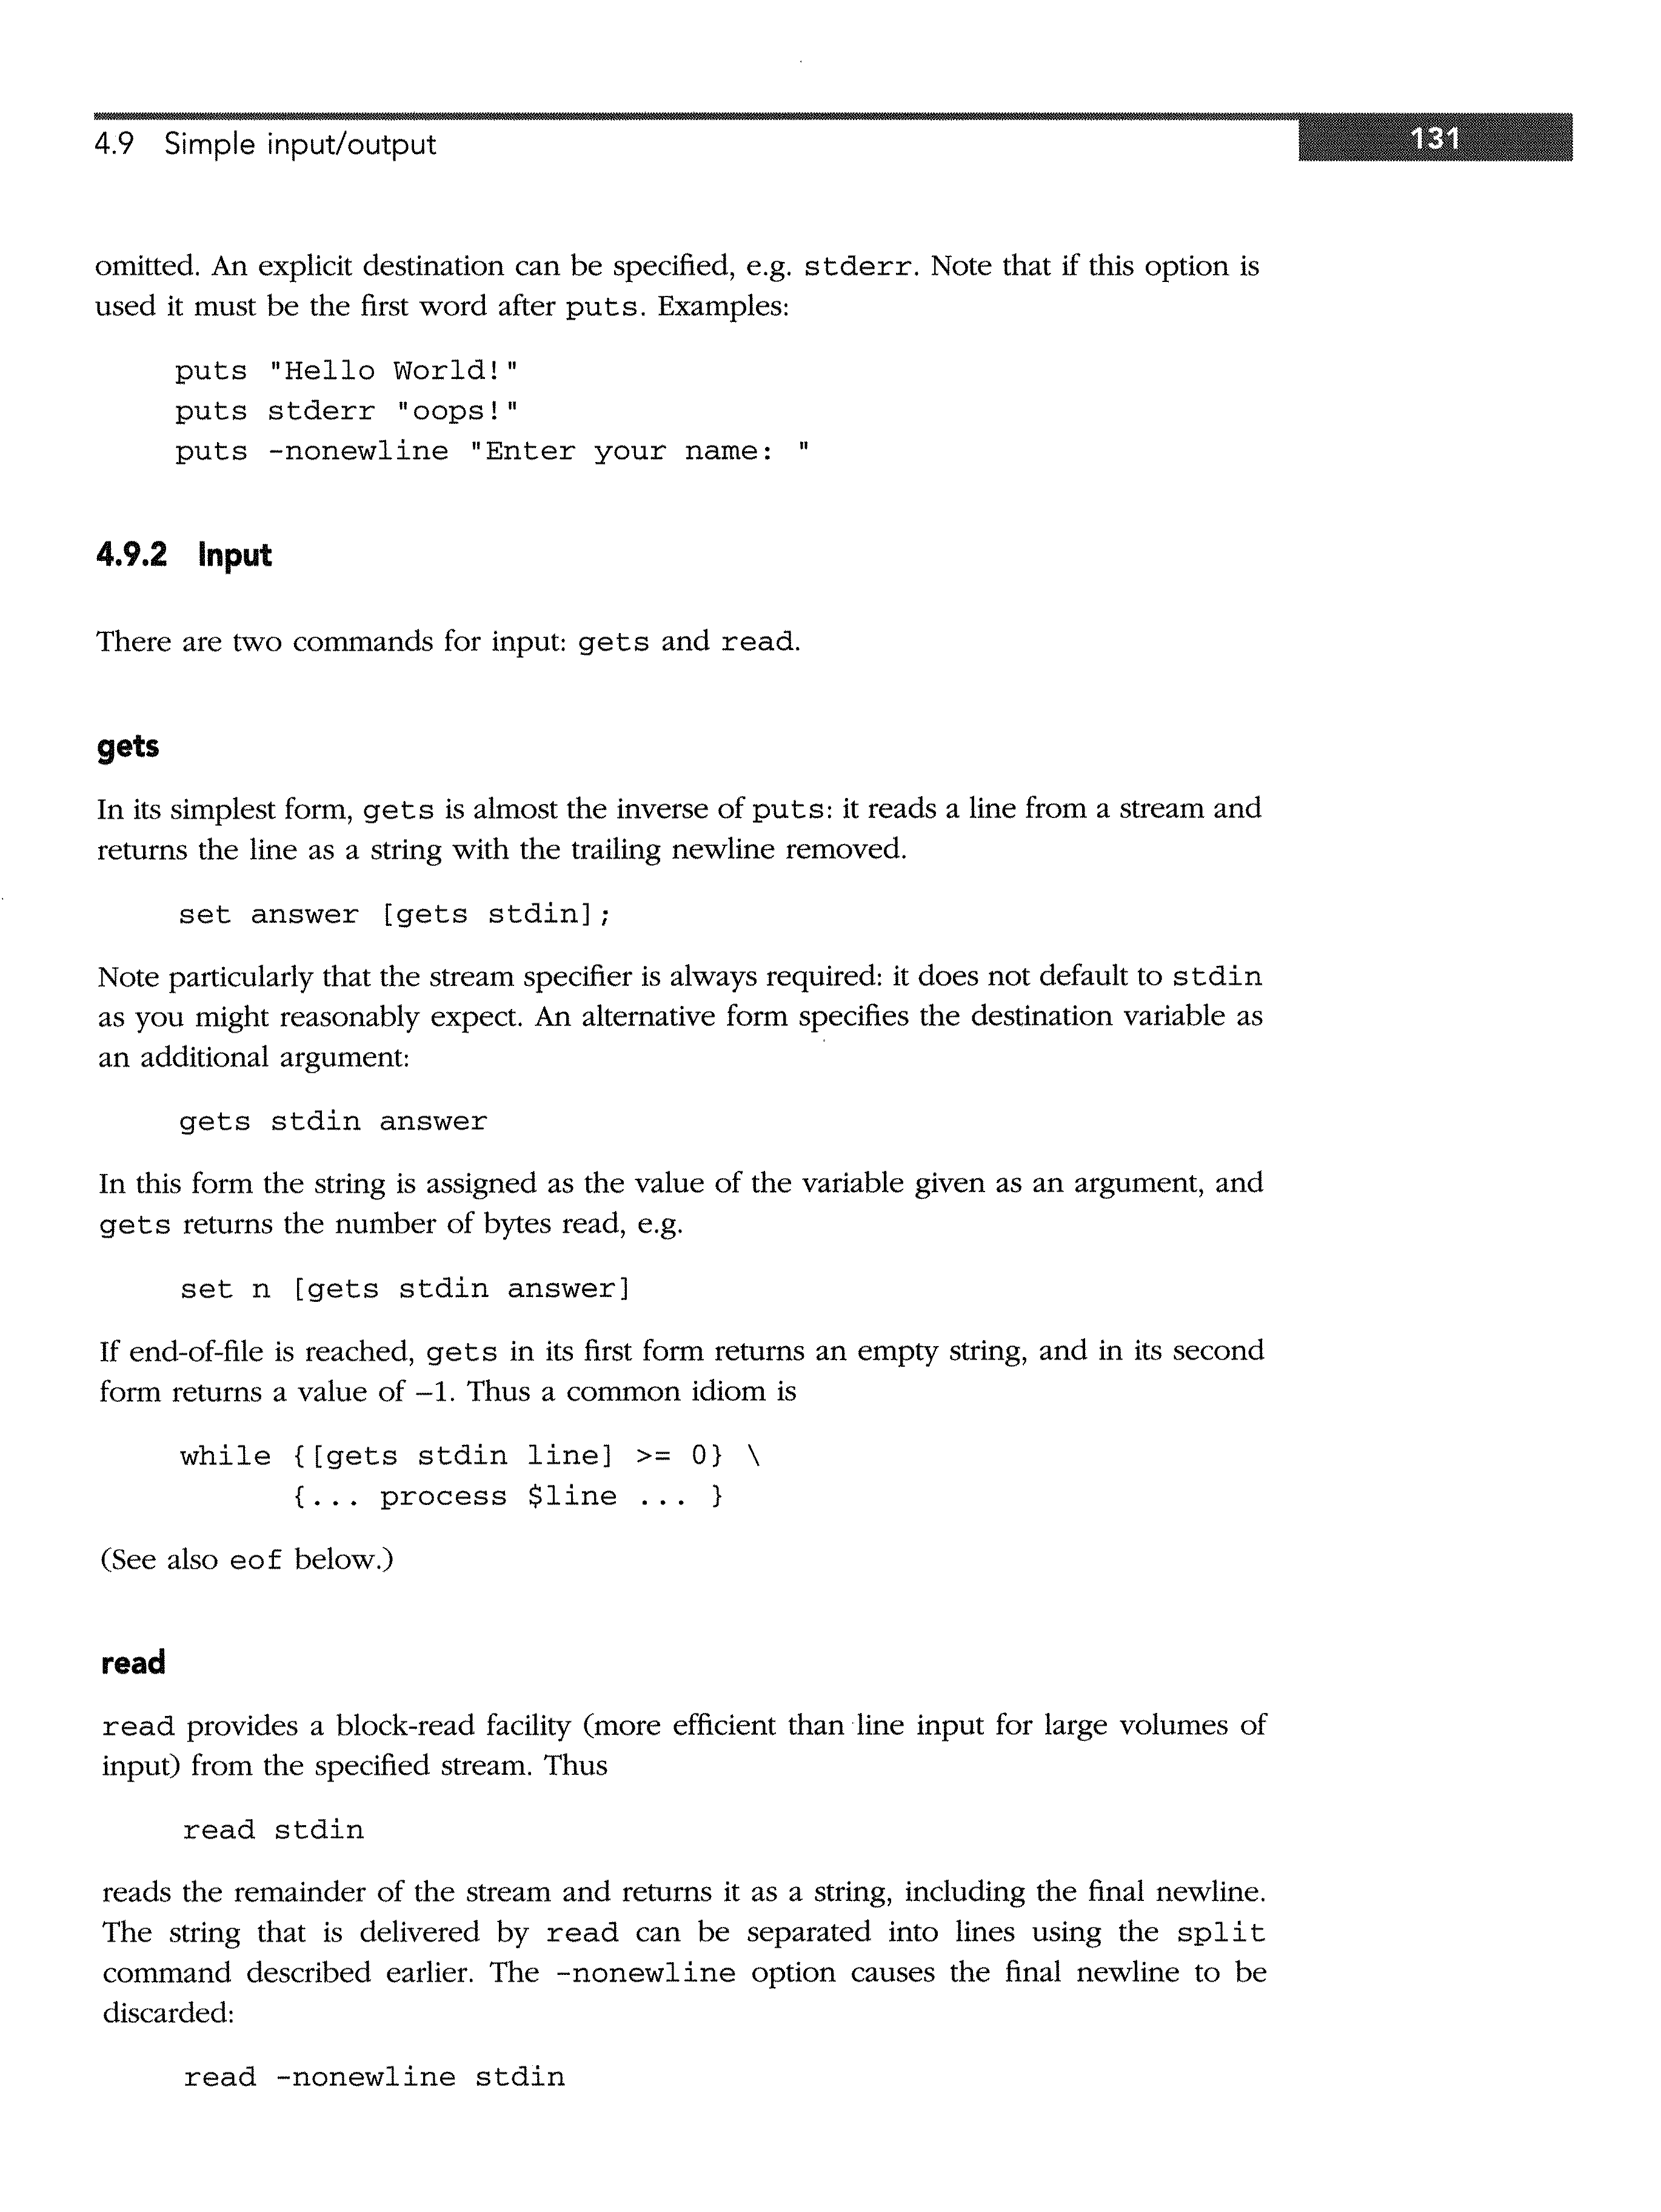 4.9 Simple input/output
131
omitted. An explicit destination can be specified, e.g. stderr. Note that if this option is
used it must be the first word after puts. Examples:
puts "Hello World!"
puts stderr "oops!"
puts -nonewline "Enter your name: "
4.9.2 Input
There are two commands for input: gets and read.
gets
In its simplest form, gets is almost the inverse of puts: it reads a line from a stream and
returns the line as a string with the trailing newline removed.
set answer [gets stdin];
Note particularly that the stream specifier is always required: it does not default to stdin
as you might reasonably expect. An alternative form specifies the destination variable as
an additional argument:
gets stdin answer
In this form the string is assigned as the value of the variable given as an argument, and
gets returns the number of bytes read, e.g.
set n [gets stdin answer]
If end-of-file is reached, gets in its first form returns an empty string, and in its second
form returns a value of –1. Thus a common idiom is
while {[gets stdin line] >= 0} \
{... process $line ... }
(See also eof below.)
read
read provides a block-read facility (more efficient than line input for large volumes of
input) from the specified stream. Thus
read stdin
reads the remainder of the stream and returns it as a string, including the final newline.
The string that is delivered by read can be separated into lines using the split
command described earlier. The -nonewline option causes the final newline to be
discarded:
read -nonewline stdin